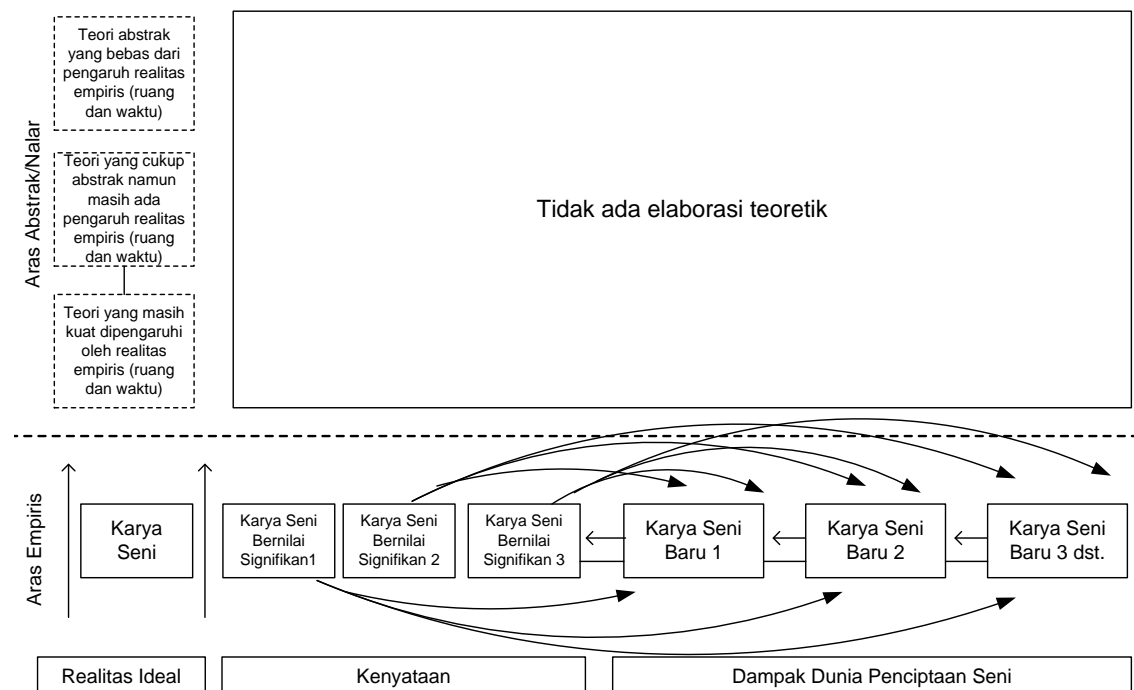 Aras Abstrak/Nalar
Teori abstrak
yang bebas dari
pengaruh realitas
empiris (ruang
dan waktu)
Teori yang cukup
abstrak namun
masih ada
pengaruh realitas
empiris (ruang
dan waktu)
Teori yang masih
kuat dipengaruhi
oleh realitas
empiris (ruang
dan waktu)
Tidak ada elaborasi teoretik
Aras Empiris
Karya
Seni
Karya Seni
Bernilai
Signifikan1
Karya Seni
Bernilai
Signifikan 2
Karya Seni
Bernilai
Signifikan 3
Karya Seni
Baru 1
Karya Seni
Baru 2
Karya Seni
Baru 3 dst.
Realitas Ideal
Kenyataan
Dampak Dunia Penciptaan Seni